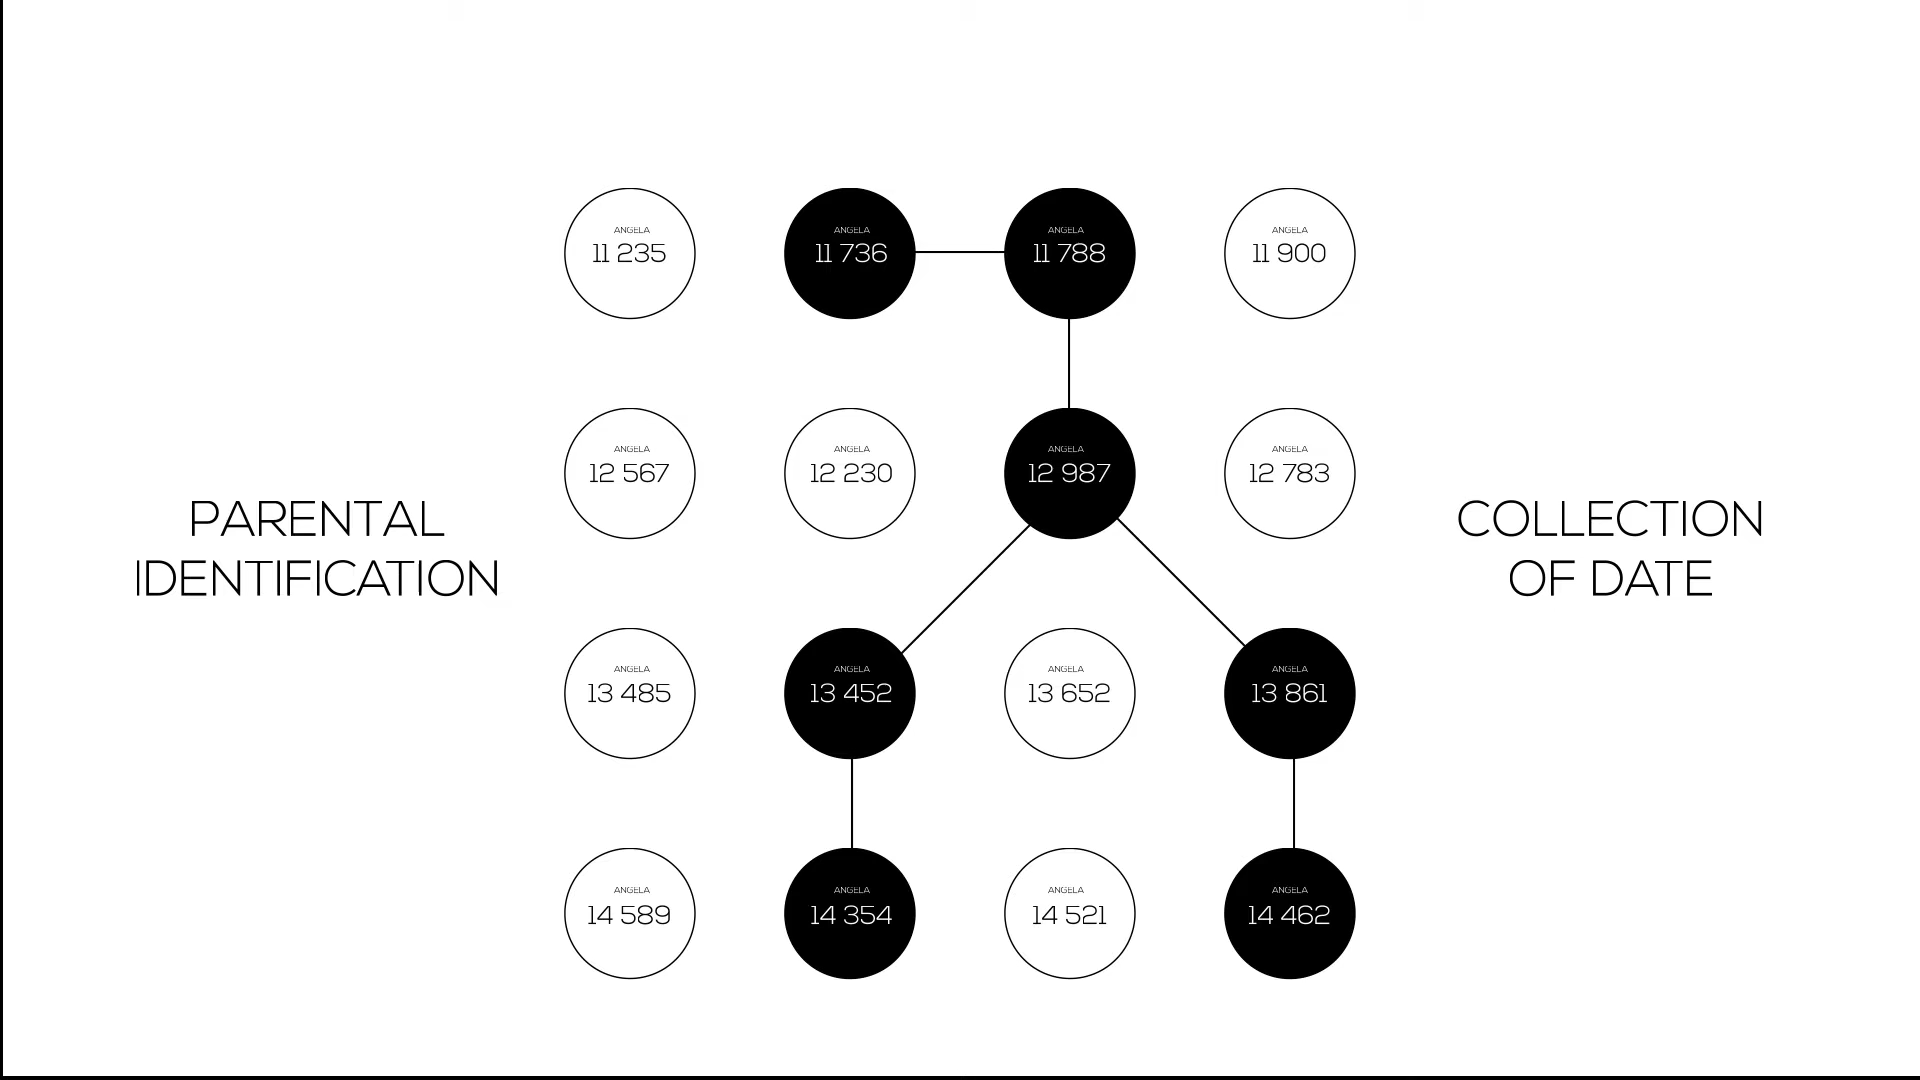 ANGELA
11 235
ANGELA
11 736
ANGELA
11 788
ANGELA
11 900
ANGELA
12 567
ANGELA
12 230
ANGELA
12 987
ANGELA
12 783
PARENTAL
IDENTIFICATION
COLLECTION
OF DATE
ANGELA
13 485
ANGELA
13 452
ANGELA
13 652
ANGELA
13 861
ANGELA
14 589
ANGELA
14 354
ANGELA
14 521
ANGELA
14 462